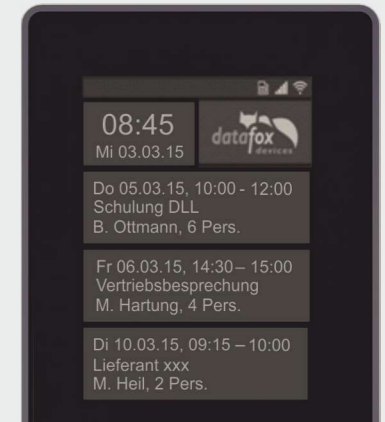 08:45
Mi 03.03.15
datafox
devices
Do 05.03.15, 10:00 - 12:00
Schulung DLL
B. Ottmann, 6 Pers.
Fr 06.03.15, 14:30 – 15:00
Vertriebsbesprechung
M. Hartung, 4 Pers.
Di 10.03.15, 09:15 – 10:00
Lieferant xxx
M. Heil, 2 Pers.